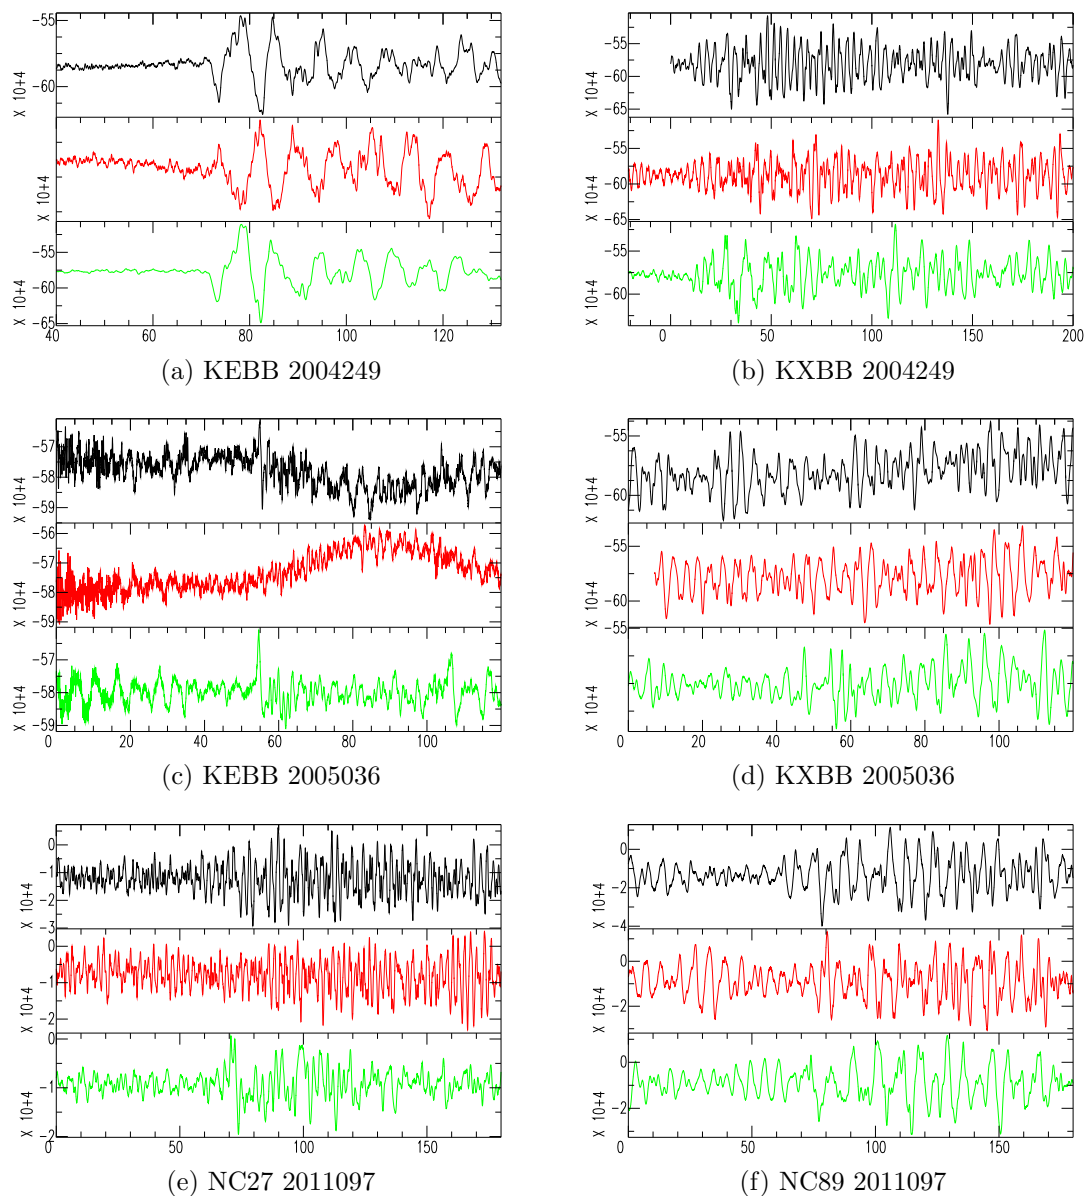 −55
−60
X 10+4
X 10+4
−55
−60
−65
X 10+4
40 60 80 100 120
(a) KEBB 2004249
−55
−60
−65
X 10+4
−55
−60
−65
X 10+4
−55
−60
X 10+4
0 50 100 150 200
(b) KXBB 2004249
−57
−58
−59
X 10+4
−56
−57
−58
−59
X 10+4
−57
−58
−59
X 10+4
0 20 40 60 80 100
(c) KEBB 2005036
−55
−60
X 10+4
−55
−60
X 10+4
−55
X 10+4
0 20 40 60 80 100
(d) KXBB 2005036
0
−1
−2
−3
X 10+4
0
−1
−2
X 10+4
0
−1
−2
X 10+4
50 100 150
(e) NC27 2011097
0
−2
−4
X 10+4
0
−2
X 10+4
0
−2
X 10+4
0 50 100 150
(f) NC89 2011097